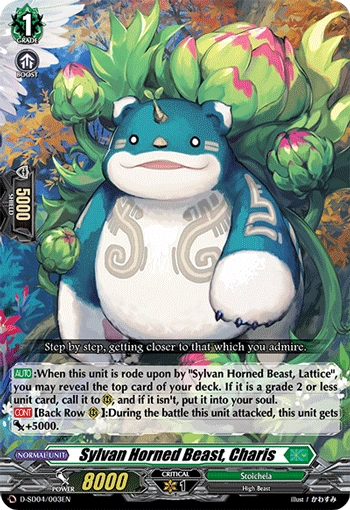 1
GRADE
BOOST
5000
SHIELD
Step by step, getting closer to that which you admire.
AUTO :When this unit is rode upon by "Sylvan Horned Beast, Lattice",
you may reveal the top card of your deck. If it is a grade 2 or less
unit card, call it to R, and if it isn't, put it into your soul.
CONT [Back Row R]:During the battle this unit attacked, this unit gets
+5000.
NORMAL UNIT
Sylvan Horned Beast, Charis
POWER 8000
CRITICAL
1
Stoicheia
High Beast
D-SD04/003EN
illust / かわすみ